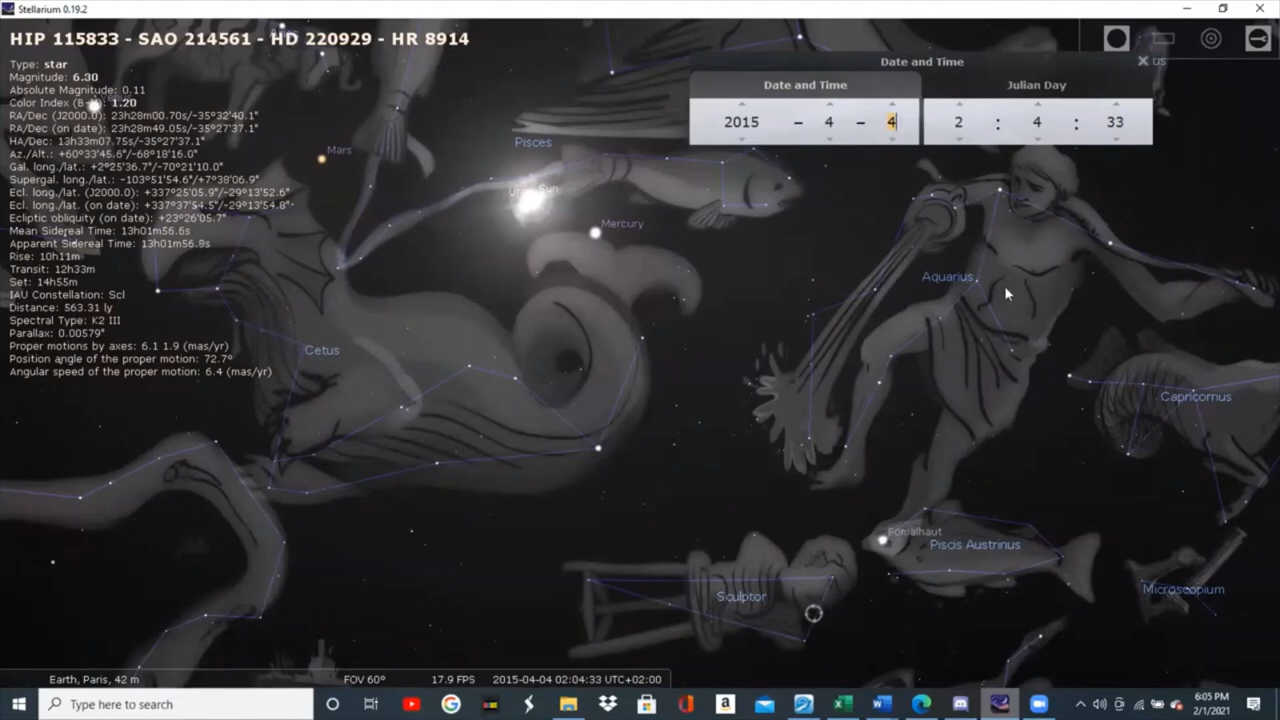 Stellarium 0.19.2
HIP 115833 - SAO 214561 - HD 220929 - HR 8914
Type: star
Magnitude: 6.30
Absolute Magnitude: 0.11
Color Index (B-V): 1.20
RA/Dec (J2000.0): 23h28m00.70s/-35°32'40.1"
RA/Dec (on date): 23h28m49.05s/-35°27'37.1"
HA/Dec: 13h33m07.75s/-35°27'37.1"
Az./Alt.: +60°33'45.6"/-68°18'16.0"
Gal. long./lat.: +2°25'36.7"/-70°21'10.0"
Supergal. long./lat.: -103°51'54.6"/+7°38'06.9"
Ecl. long./lat. (J2000.0): +337°25'05.9"/-29°13'52.6"
Ecl. long./lat. (on date): +337°37'54.5"/-29°13'54.8"
Ecliptic obliquity (on date): +23°26'05.7"
Mean Sidereal Time: 13h01m56.6s
Apparent Sidereal Time: 13h01m56.8s
Rise: 10h11m
Transit: 12h33m
Set: 14h55m
IAU Constellation: Scl
Distance: 563.31 ly
Spectral Type: K2 III
Parallax: 0.00579"
Proper motions by axes: 6.1 1.9 (mas/yr)
Position angle of the proper motion: 72.7°
Angular speed of the proper motion: 6.4 (mas/yr)
Date and Time
us
Date and Time
Julian Day
2015 - 4 - 4
2 : 4 : 33
Pisces
Mars
Sun
Mercury
Aquarius
Cetus
Capricornus
Fomalhaut
Piscis Austrinus
Sculptor
Microscopium
Earth, Paris, 42 m
FOV 60°
17.9 FPS
2015-04-04 02:04:33 UTC+02:00
Type here to search
6:05 PM
2/1/2021